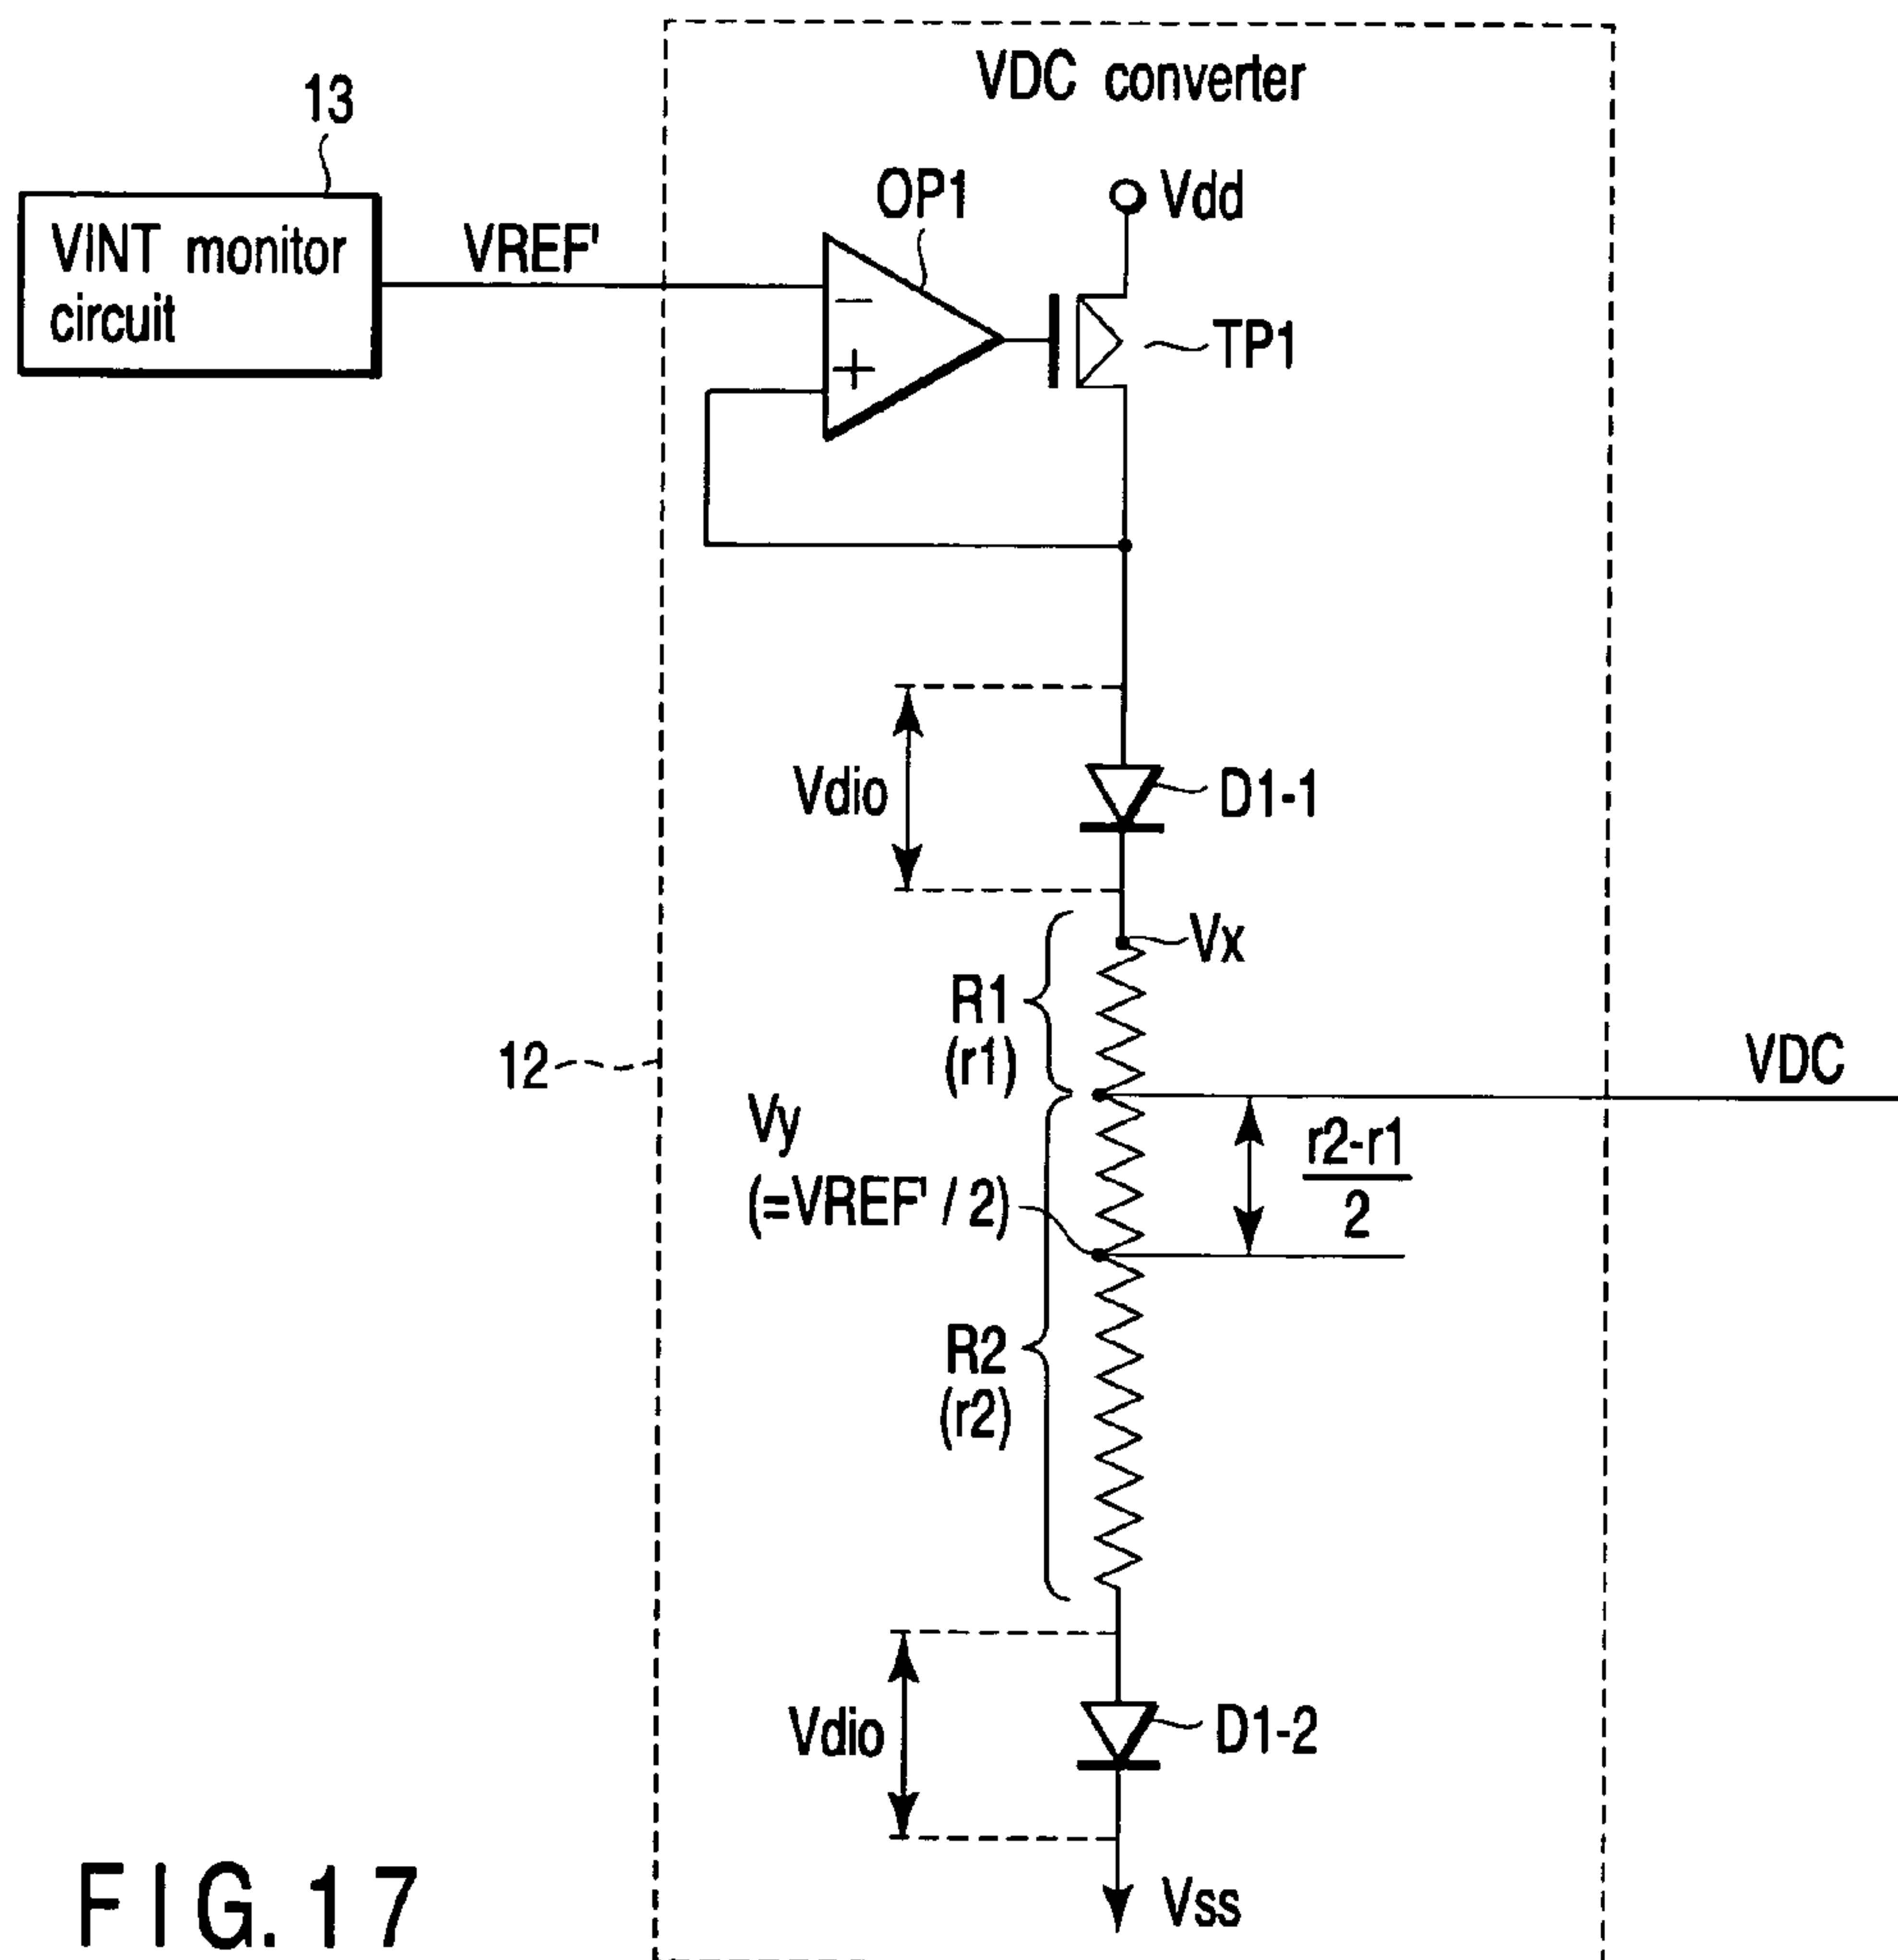 VDC converter
13
VINT monitor
circuit
VREF'
OP1
Vdd
−
+
TP1
Vdio
D1-1
Vx
R1
(r1)
12
VDC
Vy
(=VREF' / 2)
r2-r1
2
R2
(r2)
Vdio
D1-2
Vss
FIG. 17